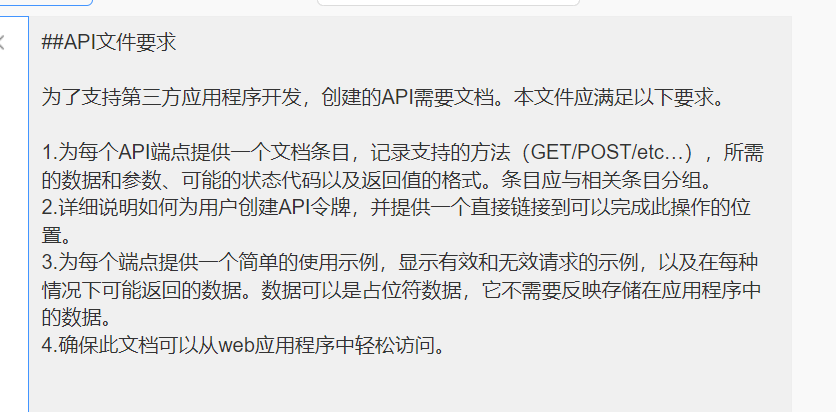 ##API文件要求
为了支持第三方应用程序开发，创建的API需要文档。本文件应满足以下要求。
1.为每个API端点提供一个文档条目，记录支持的方法（GET/POST/etc...），所需
的数据和参数、可能的状态代码以及返回值的格式。条目应与相关条目分组。
2.详细说明如何为用户创建API令牌，并提供一个直接链接到可以完成此操作的位
置。
3.为每个端点提供一个简单的使用示例，显示有效和无效请求的示例，以及在每种
情况下可能返回的数据。数据可以是占位符数据，它不需要反映存储在应用程序中
的数据。
4.确保此文档可以从web应用程序中轻松访问。